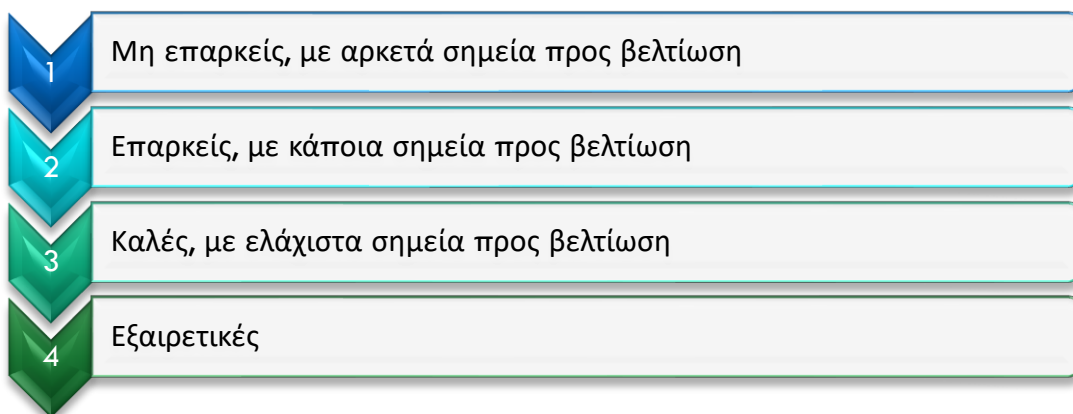 1 Μη επαρκείς, με αρκετά σημεία προς βελτίωση
2 Επαρκείς, με κάποια σημεία προς βελτίωση
3 Καλές, με ελάχιστα σημεία προς βελτίωση
4 Εξαιρετικές